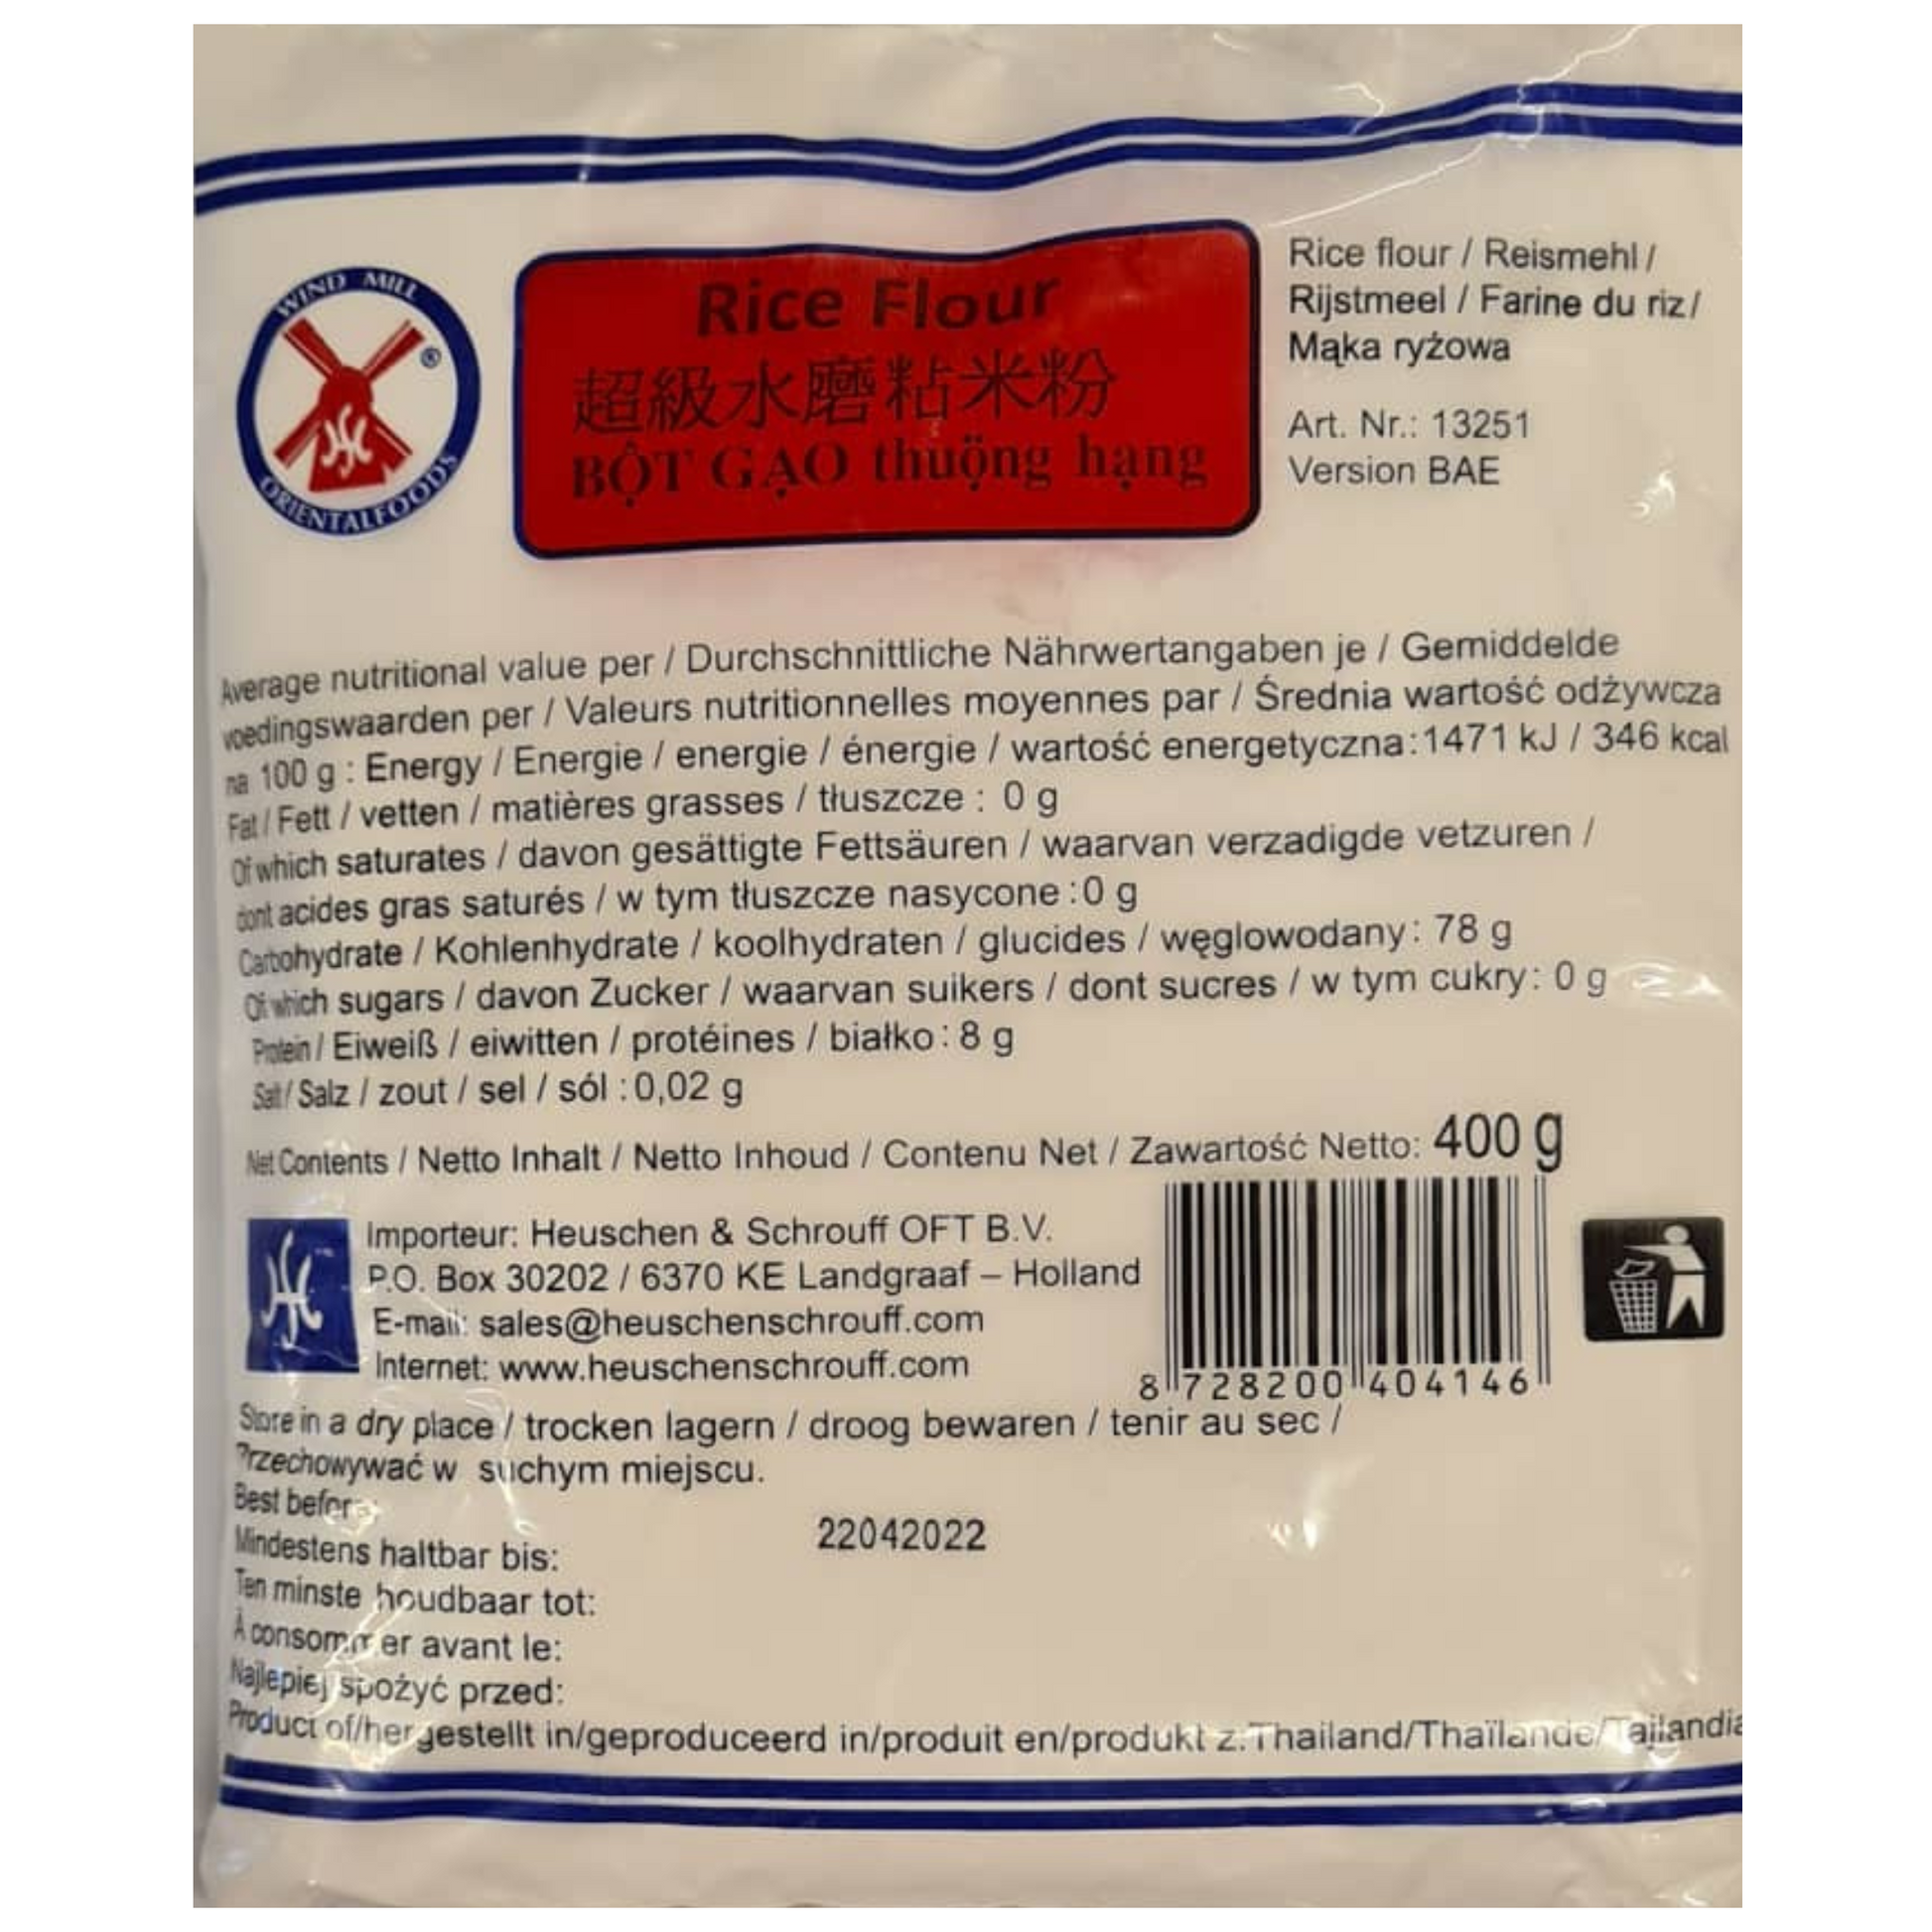 WIND MILL
®
ORIENTALFOODS
Rice Flour
超級水磨粘米粉
BỘT GẠO thuộng hạng
Rice flour / Reismehl /
Rijstmeel / Farine du riz /
Mąka ryżowa
Art. Nr.: 13251
Version BAE
Average nutritional value per / Durchschnittliche Nährwertangaben je / Gemiddelde
voedingswaarden per / Valeurs nutritionnelles moyennes par / Średnia wartość odżywcza
na 100 g : Energy / Energie / energie / énergie / wartość energetyczna: 1471 kJ / 346 kcal
Fat / Fett / vetten / matières grasses / tłuszcze : 0 g
Of which saturates / davon gesättigte Fettsäuren / waarvan verzadigde vetzuren /
dont acides gras saturés / w tym tłuszcze nasycone : 0 g
Carbohydrate / Kohlenhydrate / koolhydraten / glucides / węglowodany: 78 g
Of which sugars / davon Zucker / waarvan suikers / dont sucres / w tym cukry: 0 g
Protein / Eiweiß / eiwitten / protéines / białko: 8 g
Salt / Salz / zout / sel / sól : 0,02 g
Net Contents / Netto Inhalt / Netto Inhoud / Contenu Net / Zawartość Netto: 400 g
Importeur: Heuschen & Schrouff OFT B.V.
P.O. Box 30202 / 6370 KE Landgraaf – Holland
E-mail: sales@heuschenschrouff.com
Internet: www.heuschenschrouff.com
8 728200 404146
Store in a dry place / trocken lagern / droog bewaren / tenir au sec /
Przechowywać w suchym miejscu.
Best before:
Mindestens haltbar bis:
22042022
Ten minste houdbaar tot:
À consommer avant le:
Najlepiej spożyć przed:
Product of/hergestellt in/geproduceerd in/produit en/produkt z:Thailand/Thaïlande/Tajlandia